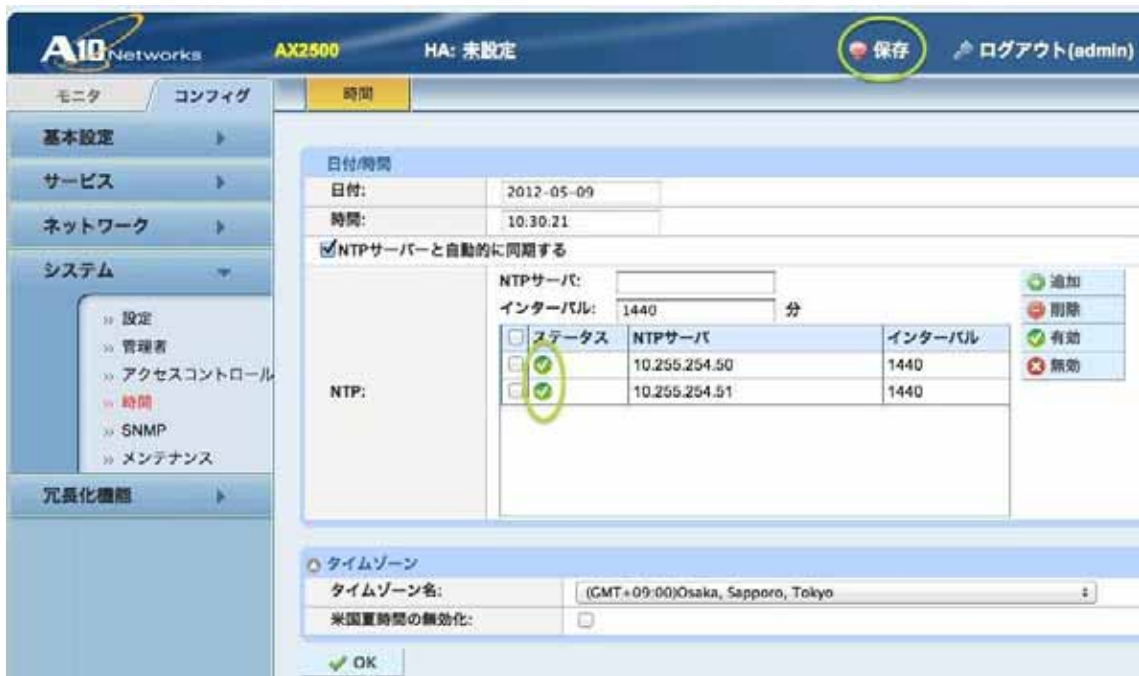 A10 Networks
AX2500
HA: 未設定
保存
ログアウト(admin)
モニタ
コンフィグ
時間
基本設定
サービス
ネットワーク
システム
設定
管理者
アクセスコントロール
時間
SNMP
メンテナンス
冗長化機能
日付/時間
日付:
2012-05-09
時間:
10:30:21
NTPサーバーと自動的に同期する
NTP:
NTPサーバ:
インターバル: 1440 分
追加
削除
有効
無効
ステータス NTPサーバ インターバル
10.255.254.50 1440
10.255.254.51 1440
タイムゾーン
タイムゾーン名: (GMT+09:00)Osaka, Sapporo, Tokyo
米国夏時間の無効化:
OK